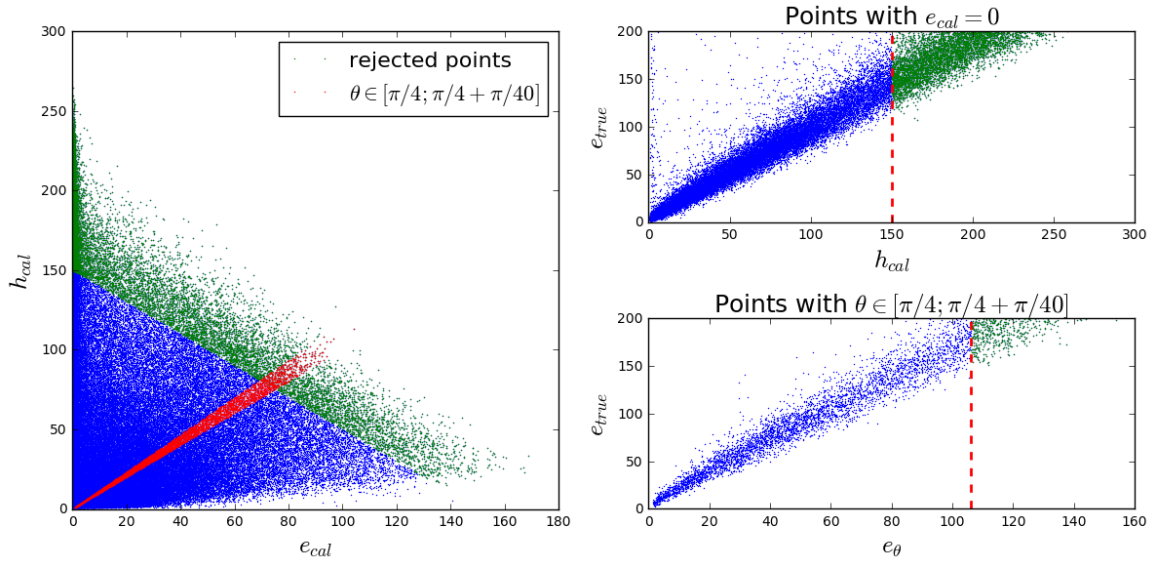 300
250
200
150
100
50
0
h_cal
0 20 40 60 80 100 120 140 160 180
e_cal
rejected points
θ∈[π/4;π/4+π/40]
Points with e_cal=0
200
150
100
50
0
e_true
0 50 100 150 200 250 300
h_cal
Points with θ∈[π/4;π/4+π/40]
200
150
100
50
0
e_true
0 20 40 60 80 100 120 140 160
e_θ